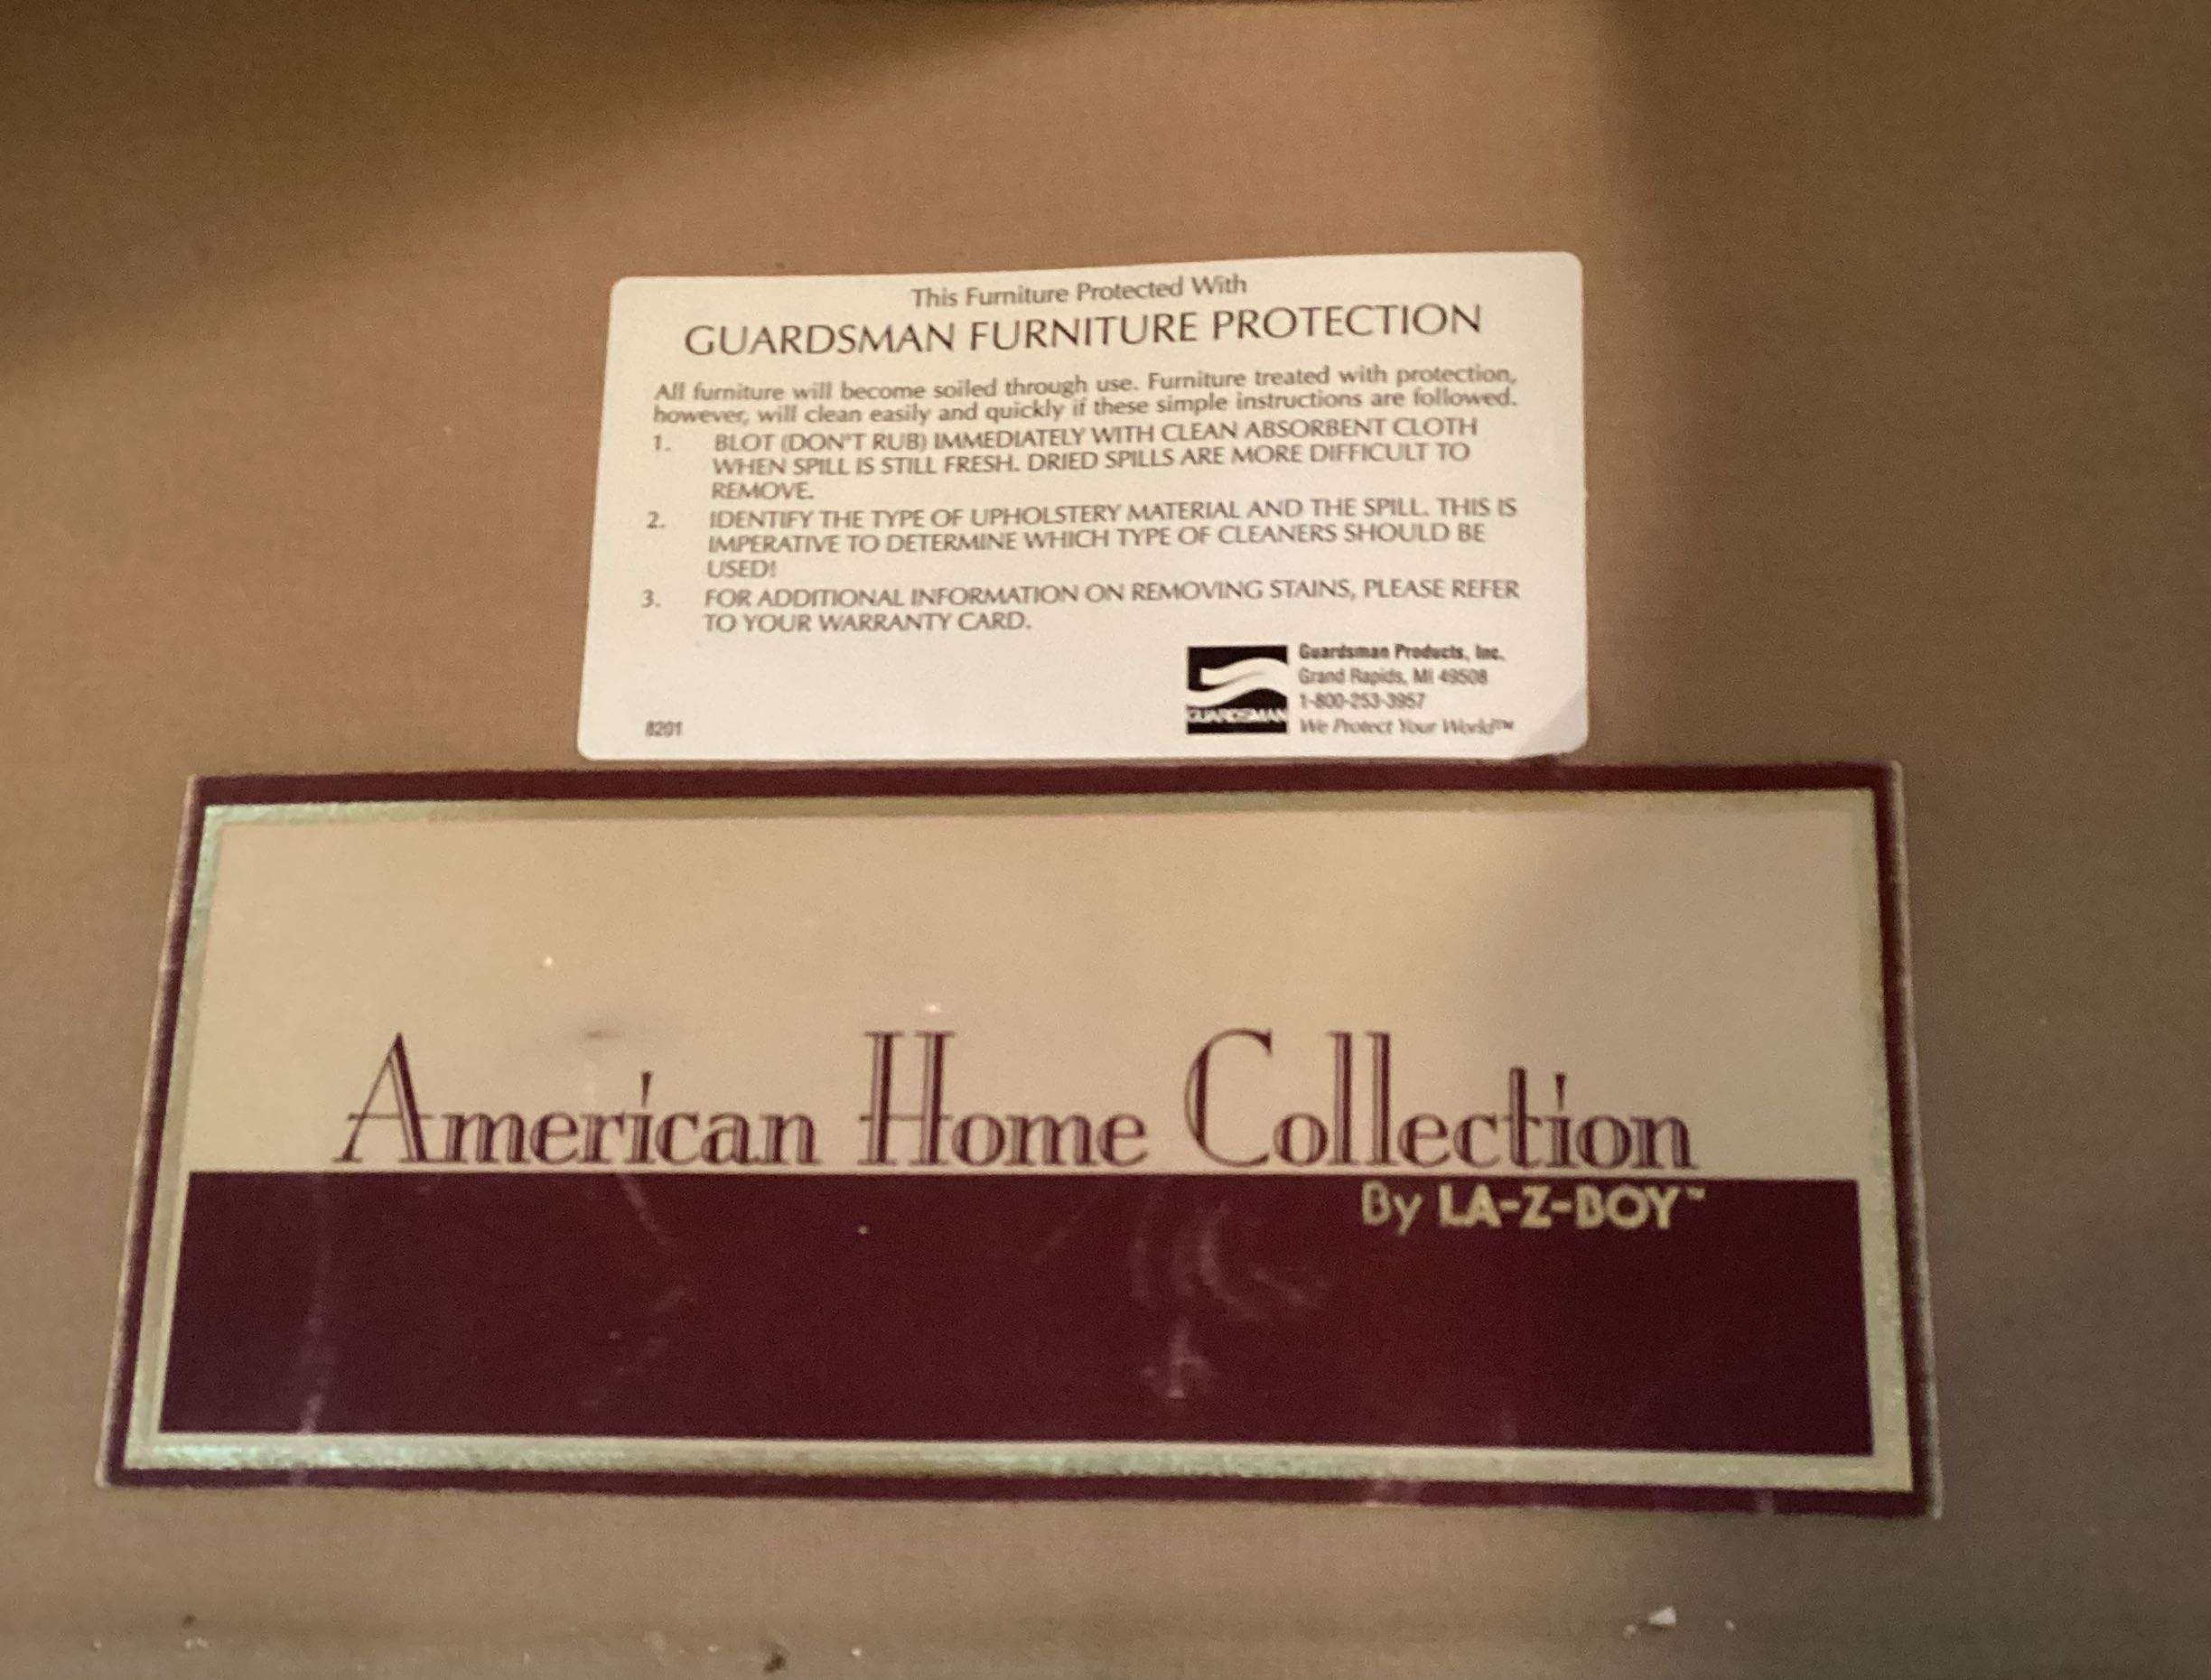 This Furniture Protected With
GUARDSMAN FURNITURE PROTECTION
All furniture will become soiled through use. Furniture treated with protection,
however, will clean easily and quickly if these simple instructions are followed.
1. BLOT (DON'T RUB) IMMEDIATELY WITH CLEAN ABSORBENT CLOTH
WHEN SPILL IS STILL FRESH. DRIED SPILLS ARE MORE DIFFICULT TO
REMOVE.
2. IDENTIFY THE TYPE OF UPHOLSTERY MATERIAL AND THE SPILL. THIS IS
IMPERATIVE TO DETERMINE WHICH TYPE OF CLEANERS SHOULD BE
USED!
3. FOR ADDITIONAL INFORMATION ON REMOVING STAINS, PLEASE REFER
TO YOUR WARRANTY CARD.
GUARDSMAN
Guardsman Products, Inc.
Grand Rapids, MI 49508
1-800-253-3957
We Protect Your World™
8201
American Home Collection
By LA-Z-BOY™